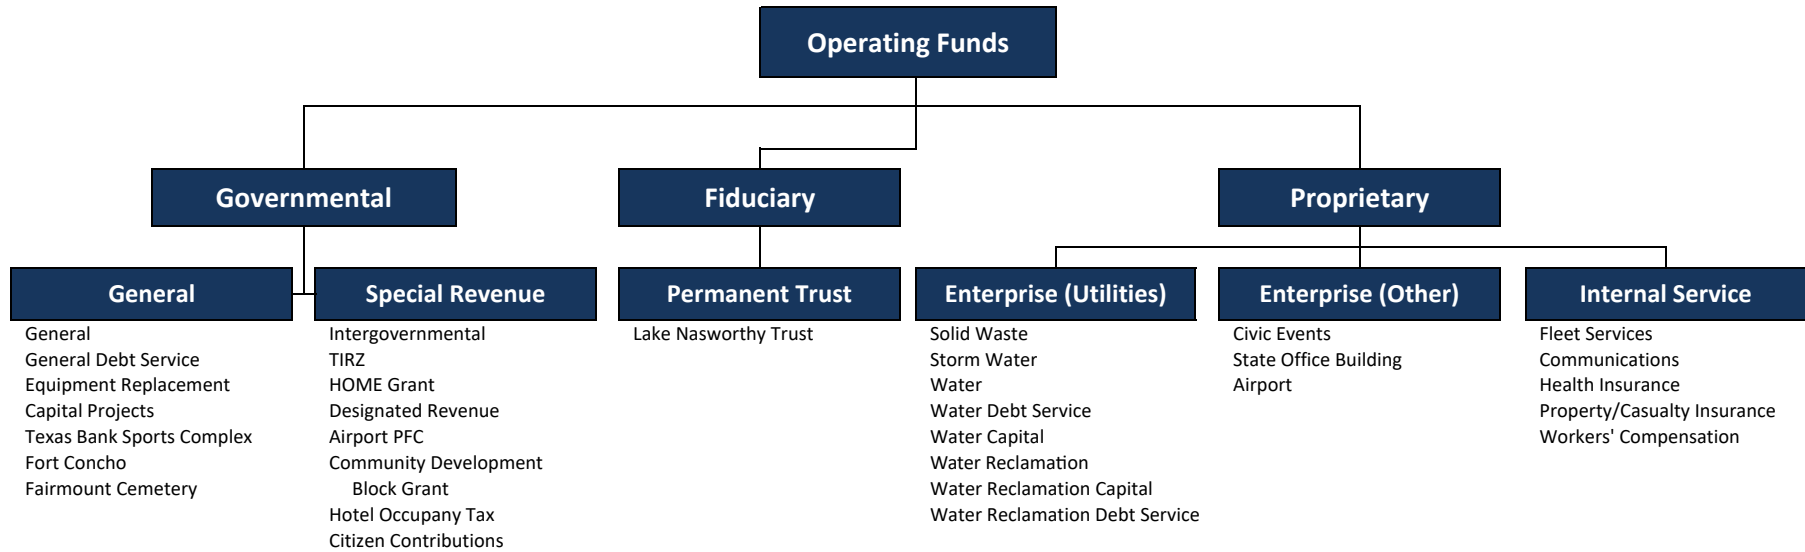 Operating Funds
Governmental
Fiduciary
Proprietary
General
General
General Debt Service
Equipment Replacement
Capital Projects
Texas Bank Sports Complex
Fort Concho
Fairmount Cemetery
Special Revenue
Intergovernmental
TIRZ
HOME Grant
Designated Revenue
Airport PFC
Community Development
Block Grant
Hotel Occupany Tax
Citizen Contributions
Permanent Trust
Lake Nasworthy Trust
Enterprise (Utilities)
Solid Waste
Storm Water
Water
Water Debt Service
Water Capital
Water Reclamation
Water Reclamation Capital
Water Reclamation Debt Service
Enterprise (Other)
Civic Events
State Office Building
Airport
Internal Service
Fleet Services
Communications
Health Insurance
Property/Casualty Insurance
Workers' Compensation